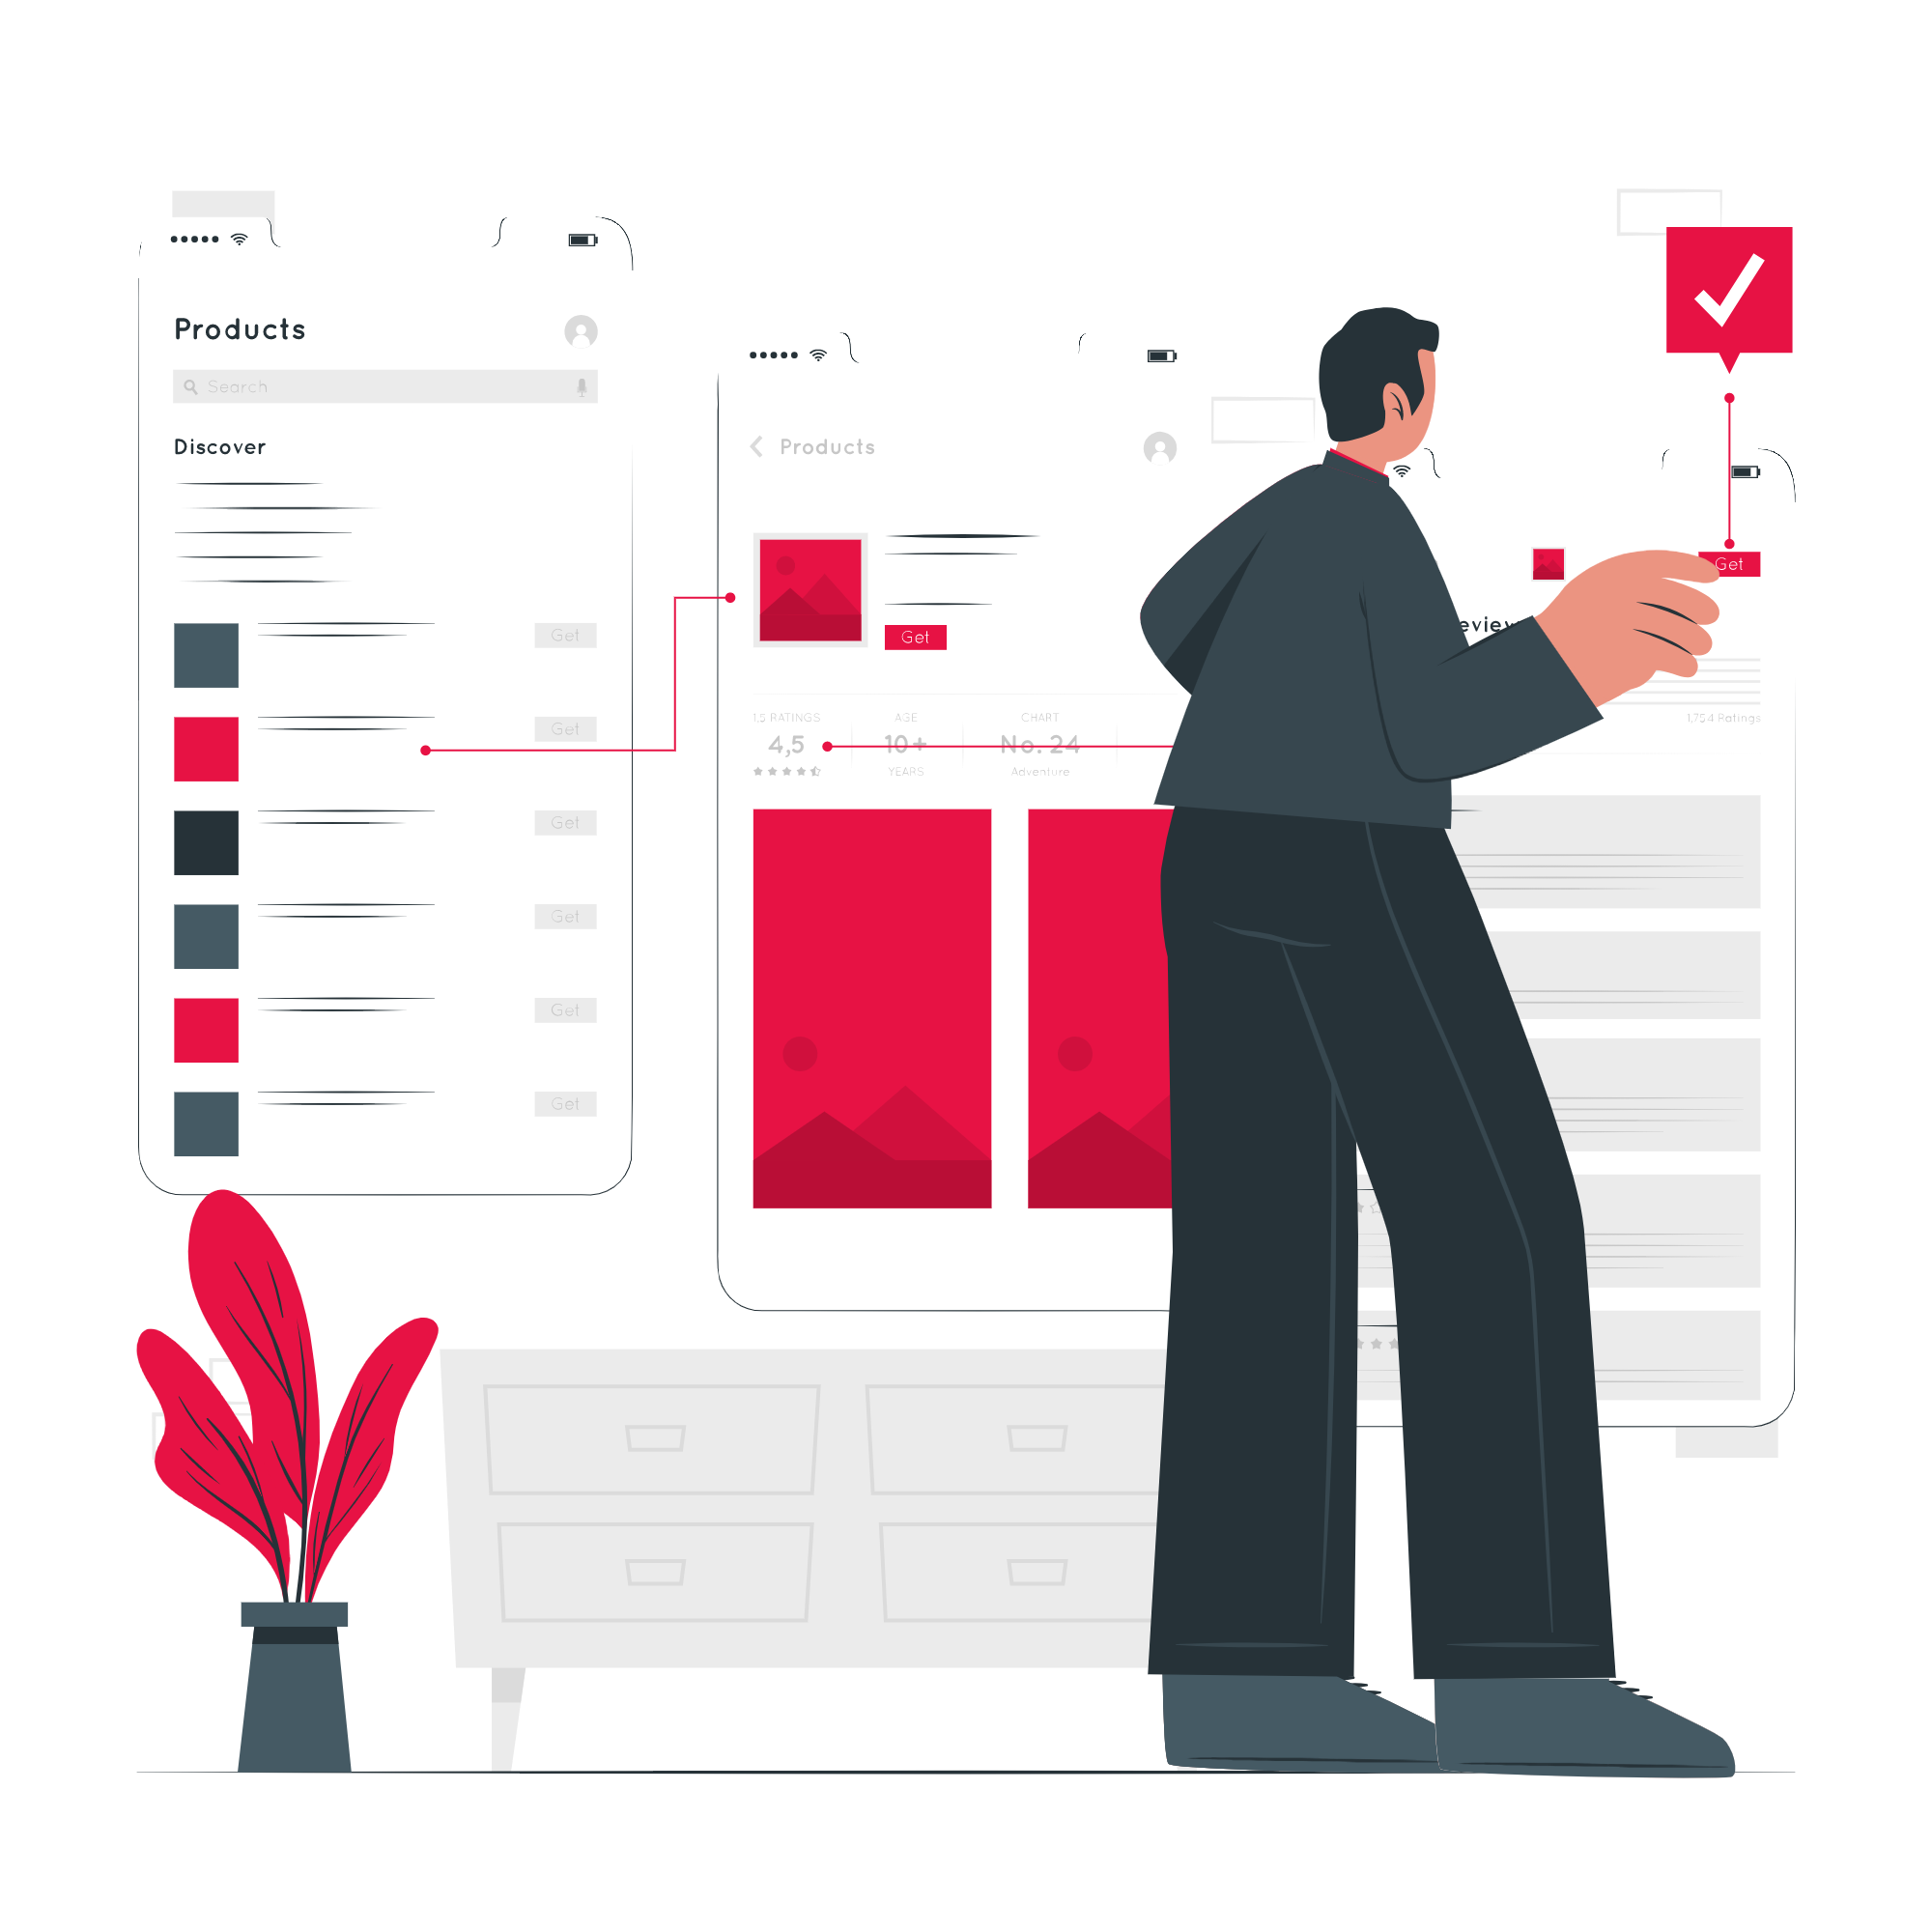 Products
Search
Discover
Get
Get
Get
Get
Get
Get
Products
Get
1,5 RATINGS
4,5
AGE
10+
YEARS
CHART
No. 24
Adventure
Get
eview
1,754 Ratings